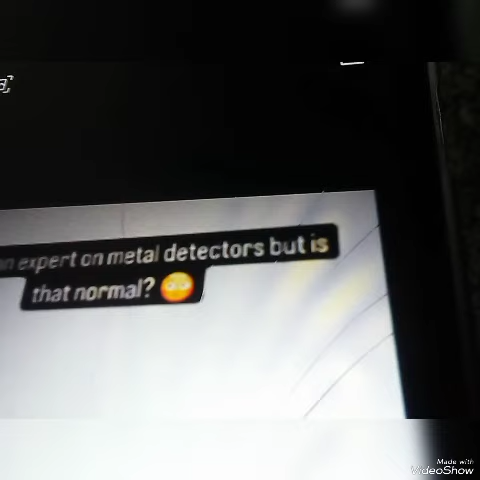 expert on metal detectors but is
that normal? 😳
Made with
VideoShow